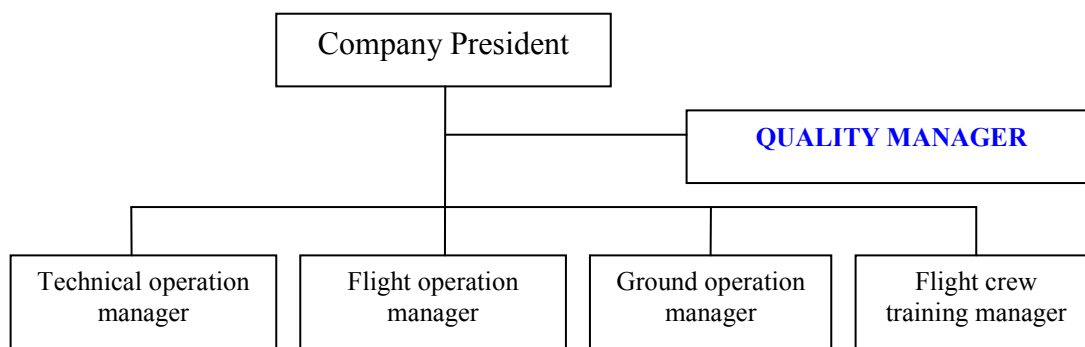 Company President
QUALITY MANAGER
Technical operation
manager
Flight operation
manager
Ground operation
manager
Flight crew
training manager